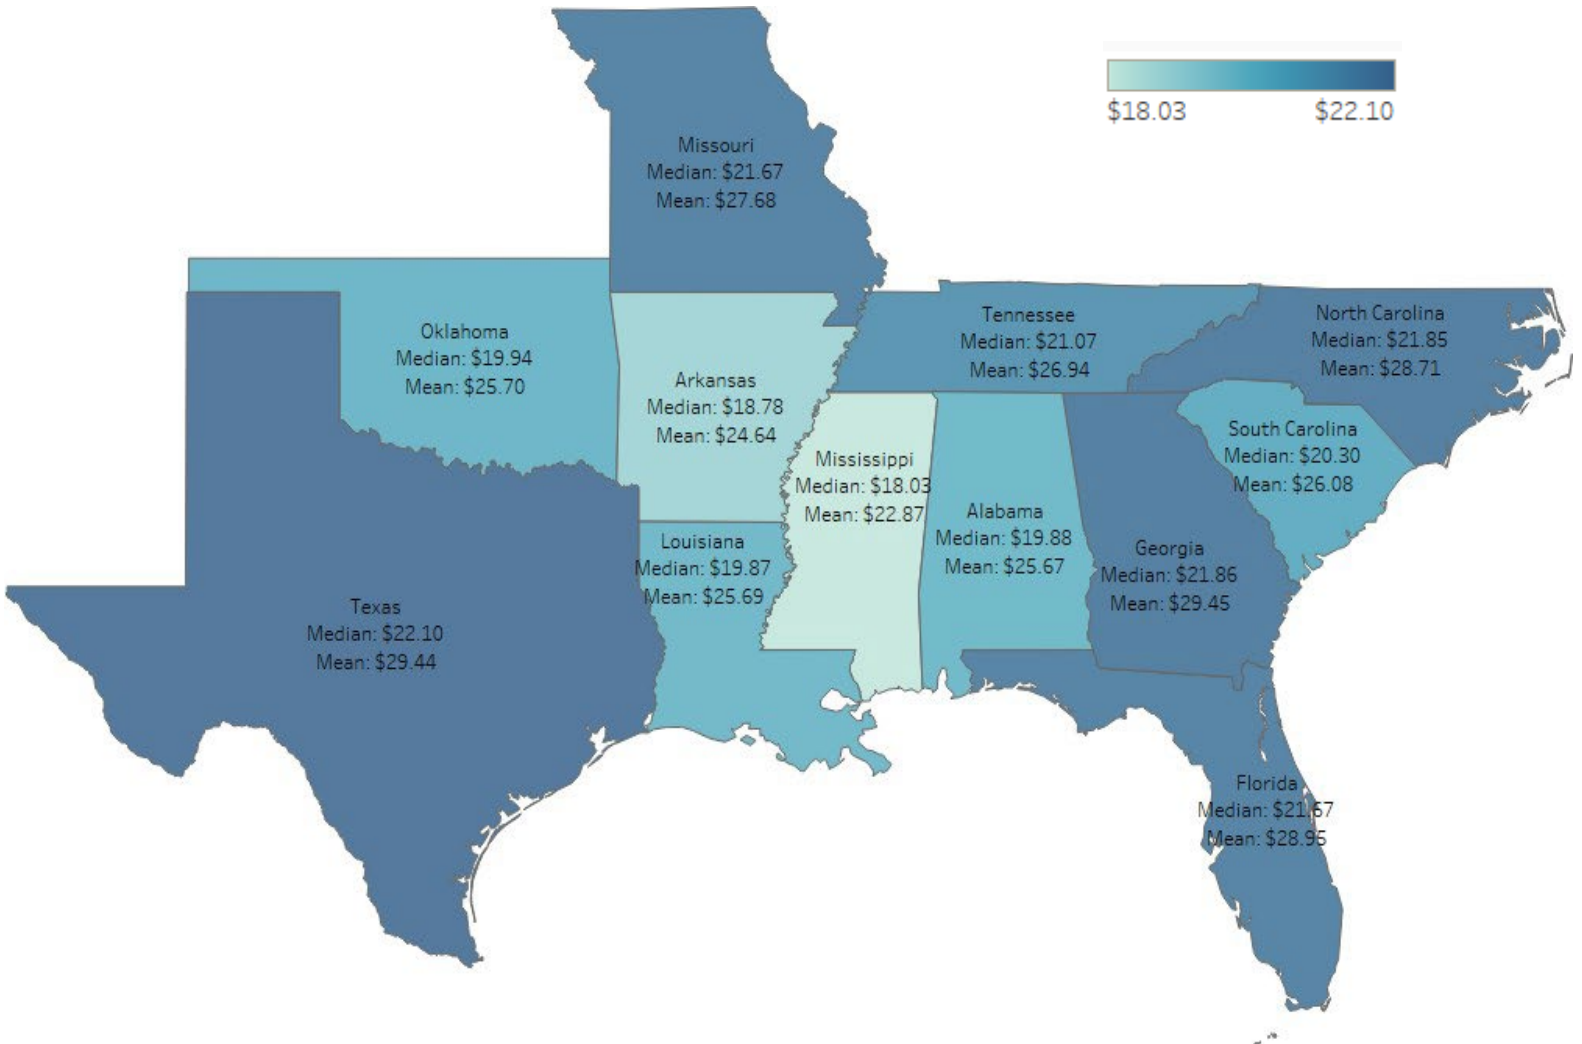 $18.03
$22.10
Missouri
Median: $21.67
Mean: $27.68
Oklahoma
Median: $19.94
Mean: $25.70
Arkansas
Median: $18.78
Mean: $24.64
Tennessee
Median: $21.07
Mean: $26.94
North Carolina
Median: $21.85
Mean: $28.71
South Carolina
Median: $20.30
Mean: $26.08
Mississippi
Median: $18.03
Mean: $22.87
Alabama
Median: $19.88
Mean: $25.67
Georgia
Median: $21.86
Mean: $29.45
Louisiana
Median: $19.87
Mean: $25.69
Texas
Median: $22.10
Mean: $29.44
Florida
Median: $21.67
Mean: $28.95